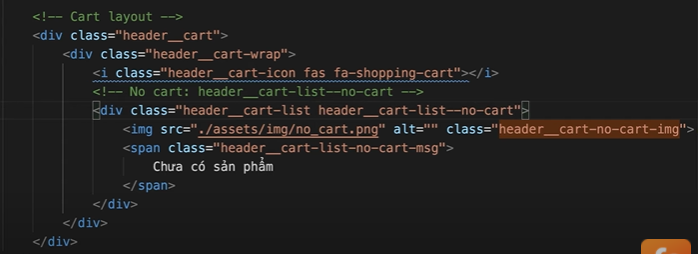 <!-- Cart layout -->
<div class="header__cart">
<div class="header__cart-wrap">
<i class="header__cart-icon fas fa-shopping-cart"></i>
<!-- No cart: header__cart-list--no-cart -->
<div class="header__cart-list header__cart-list--no-cart">
<img src="./assets/img/no_cart.png" alt="" class="header__cart-no-cart-img">
<span class="header__cart-list-no-cart-msg">
Chưa có sản phẩm
</span>
</div>
</div>
</div>